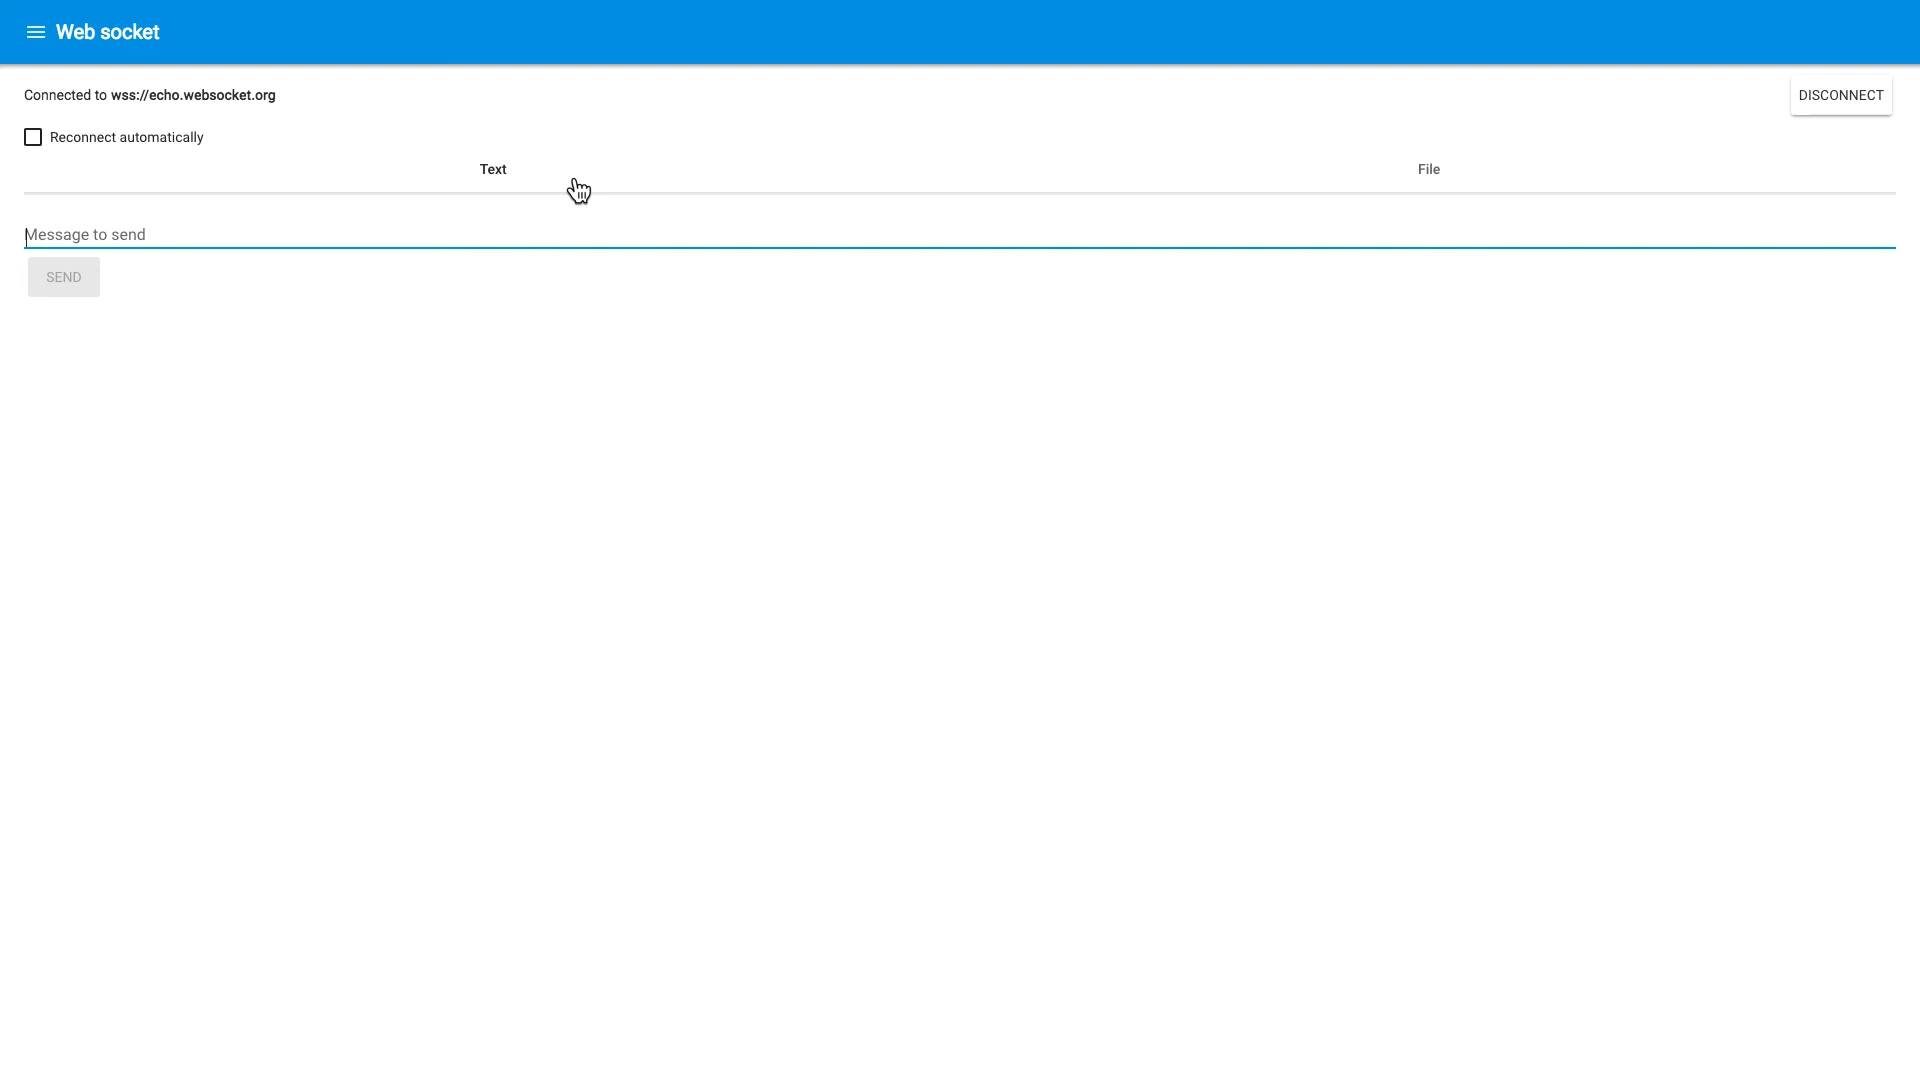 Web socket
Connected to wss://echo.websocket.org
DISCONNECT
Reconnect automatically
Text
File
Message to send
SEND